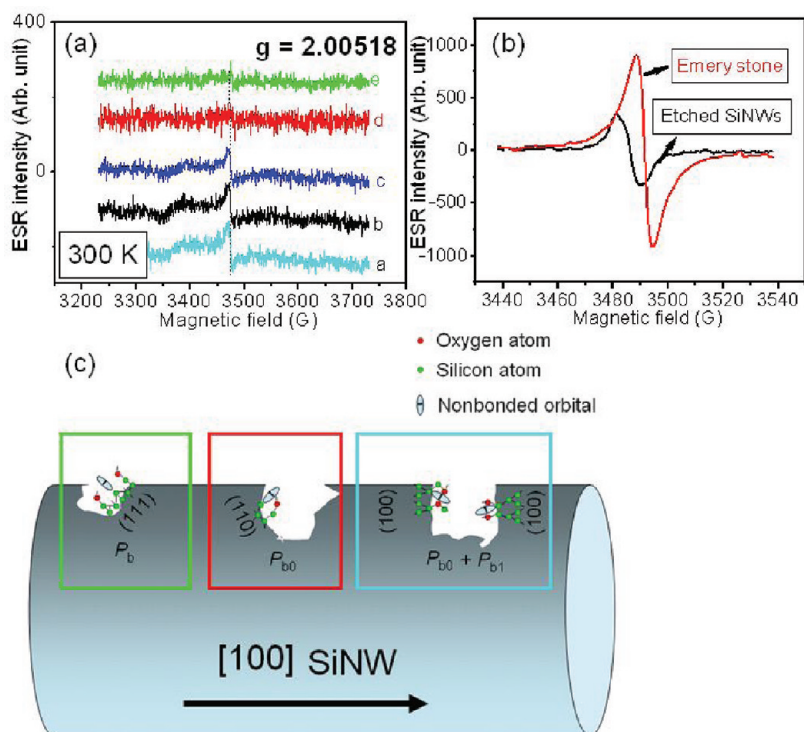 (a)
g = 2.00518
400
0
ESR intensity (Arb. unit)
e
d
c
b
a
300 K
3200 3300 3400 3500 3600 3700 3800
Magnetic field (G)
(b)
1000
500
0
-500
-1000
ESR intensity (Arb. unit)
Emery stone
Etched SiNWs
3440 3460 3480 3500 3520 3540
Magnetic field (G)
(c)
Oxygen atom
Silicon atom
Nonbonded orbital
(111)
Pb
(110)
Pb0
(100)
(100)
Pb0 + Pb1
[100] SiNW